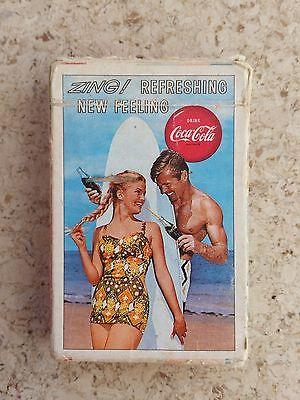 ZING! REFRESHING
NEW FEELING
DRINK
Coca-Cola